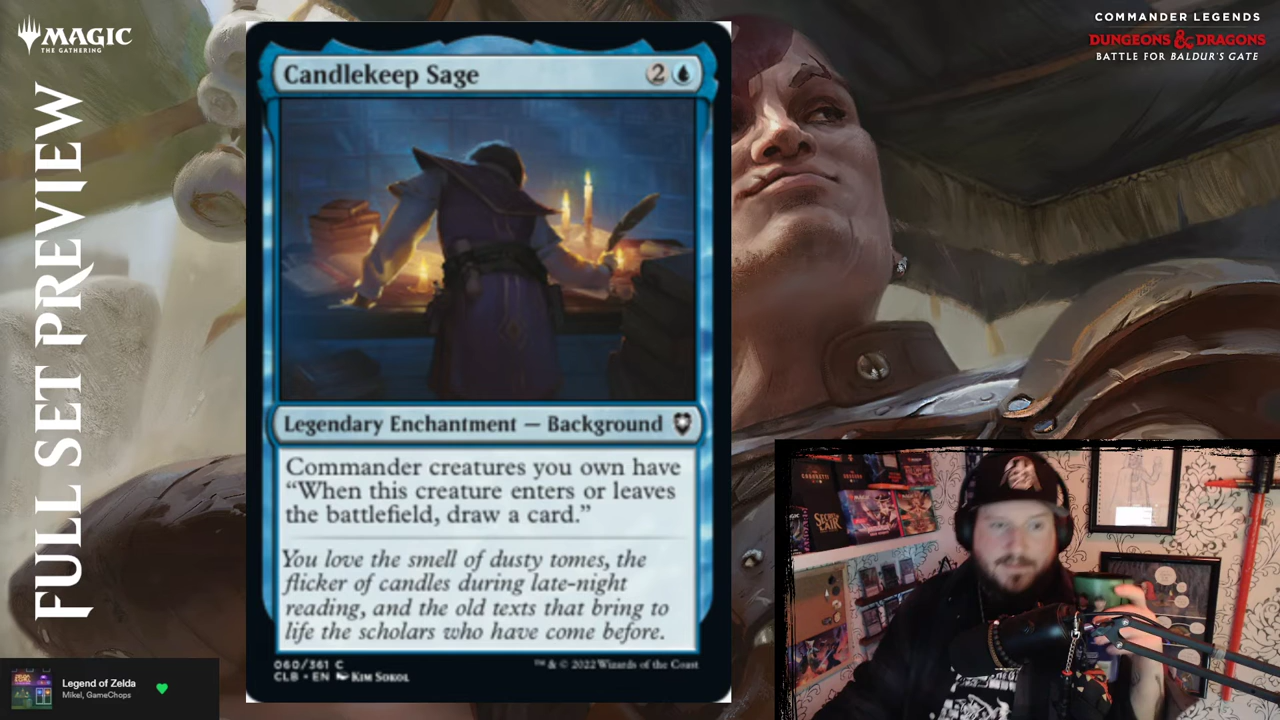 MAGIC
THE GATHERING
FULL SET PREVIEW
COMMANDER LEGENDS
DUNGEONS & DRAGONS
BATTLE FOR BALDUR'S GATE
Candlekeep Sage 2
Legendary Enchantment — Background
Commander creatures you own have
“When this creature enters or leaves
the battlefield, draw a card.”
You love the smell of dusty tomes, the
flicker of candles during late-night
reading, and the old texts that bring to
life the scholars who have come before.
060/361 C
CLB • EN KIM SOKOL
™ & © 2022 Wizards of the Coast
Legend of Zelda
Mikel, GameChops
SECRET
LAIR